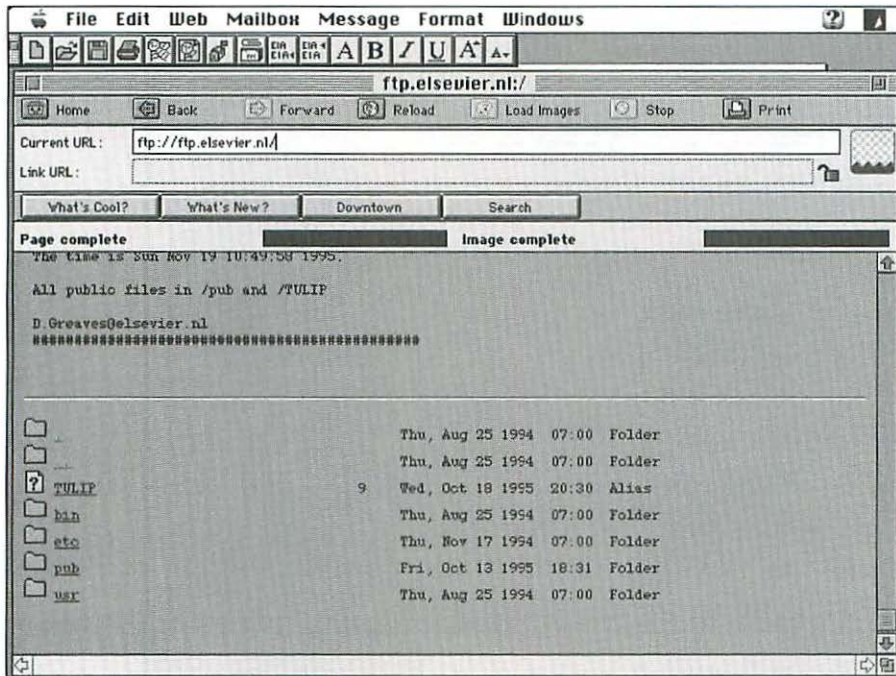 File Edit Web Mailbox Message Format Windows
ftp.elsevier.nl:/
Home Back Forward Reload Load Images Stop Print
Current URL: ftp://ftp.elsevier.nl/
Link URL:
What's Cool? What's New? Downtown Search
Page complete Image complete
The time is Sun Nov 19 10:49:58 1995.
All public files in /pub and /TULIP
D.Greaves@elsevier.nl
##############################################
. Thu, Aug 25 1994 07:00 Folder
.. Thu, Aug 25 1994 07:00 Folder
TULIP 9 Wed, Oct 18 1995 20:30 Alias
bin Thu, Aug 25 1994 07:00 Folder
etc Thu, Nov 17 1994 07:00 Folder
pub Fri, Oct 13 1995 18:31 Folder
usr Thu, Aug 25 1994 07:00 Folder